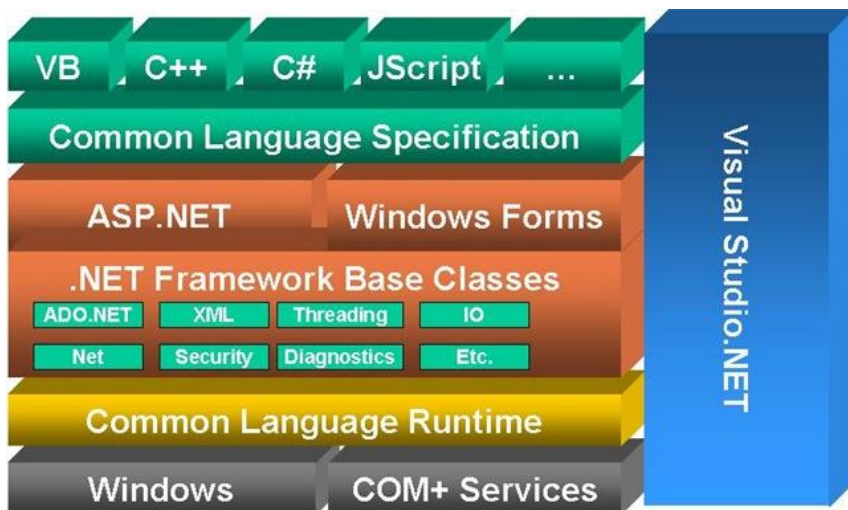 VB C++ C# JScript ...
Common Language Specification
ASP.NET Windows Forms
.NET Framework Base Classes
ADO.NET XML Threading IO
Net Security Diagnostics Etc.
Common Language Runtime
Windows COM+ Services
Visual Studio.NET